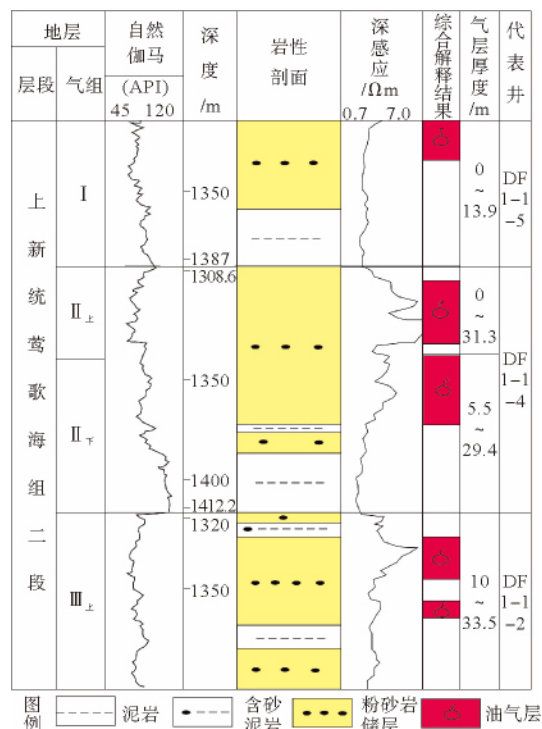 地层
层段
气组
自然
伽马
(API)
45 120
深
度
/m
岩性
剖面
深
感
应
/Ωm
0.7 7.0
综合解释结果
气层厚度
/m
代表井
上新统莺歌海组二段
I
1350
1387
0
~
13.9
DF
1-1
-5
II上
1308.6
0
~
31.3
II下
1350
1400
1412.2
5.5
~
29.4
DF
1-1
-4
III上
1320
1350
10
~
33.5
DF
1-1
-2
图例
泥岩
含砂
泥岩
粉砂岩
储层
油气层